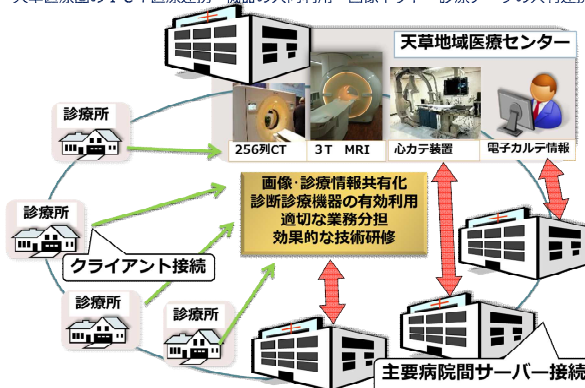 天草地域医療センター
診療所
256列CT
3T MRI
心カテ装置
電子カルテ情報
画像・診療情報共有化
診断診療機器の有効利用
適切な業務分担
効果的な技術研修
診療所
クライアント接続
診療所
診療所
主要病院間サーバー接続